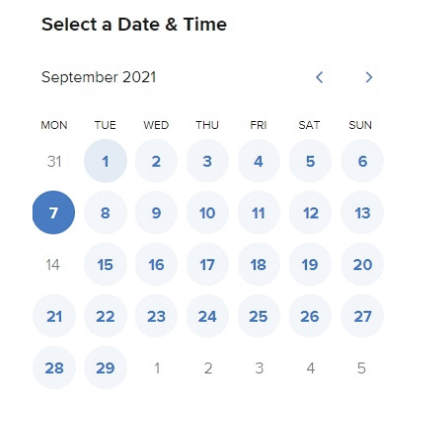 Select a Date & Time
September 2021
MON TUE WED THU FRI SAT SUN
31 1 2 3 4 5 6
7 8 9 10 11 12 13
14 15 16 17 18 19 20
21 22 23 24 25 26 27
28 29 1 2 3 4 5